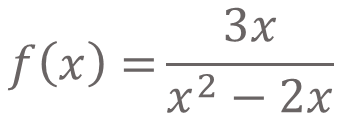 f(x) = 3x / x² − 2x